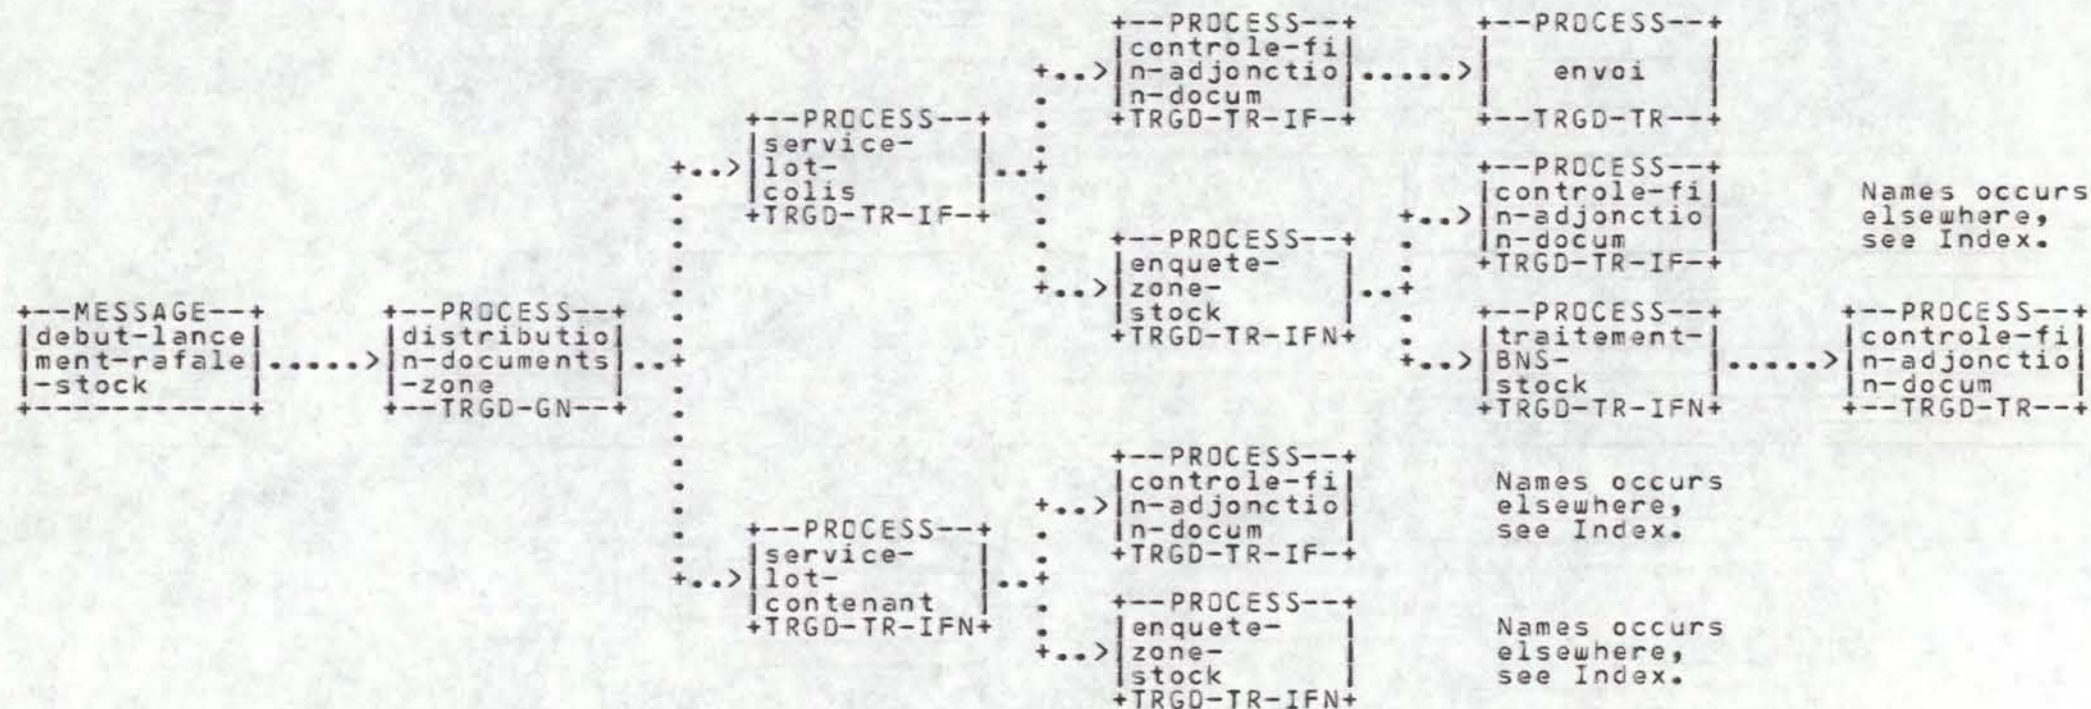 +--MESSAGE--+
|debut-lance|
|ment-rafale|.....>
|-stock |
+-----------+
+--PROCESS--+
|distributio|
|n-documents|..+
|-zone |
+--TRGD-GN--+
+--PROCESS--+
|service-|
+..>|lot- |..+
|colis |
+TRGD-TR-IF-+
+--PROCESS--+
|controle-fi|
+..>|n-adjonctio|.....>
|n-docum |
+TRGD-TR-IF-+
+--PROCESS--+
| envoi |
+--TRGD-TR--+
+--PROCESS--+
|enquete- |
+..>|zone- |..+
|stock |
+TRGD-TR-IFN+
+--PROCESS--+
|controle-fi|
+..>|n-adjonctio|
|n-docum |
+TRGD-TR-IF-+
Names occurs
elsewhere,
see Index.
+--PROCESS--+
|traitement-|
+..>|BNS- |.....>
|stock |
+TRGD-TR-IFN+
+--PROCESS--+
|controle-fi|
|n-adjonctio|
|n-docum |
+--TRGD-TR--+
+--PROCESS--+
|service- |
+..>|lot- |..+
|contenant |
+TRGD-TR-IFN+
+--PROCESS--+
|controle-fi|
+..>|n-adjonctio|
|n-docum |
+TRGD-TR-IF-+
Names occurs
elsewhere,
see Index.
+--PROCESS--+
|enquete- |
+..>|zone- |
|stock |
+TRGD-TR-IFN+
Names occurs
elsewhere,
see Index.